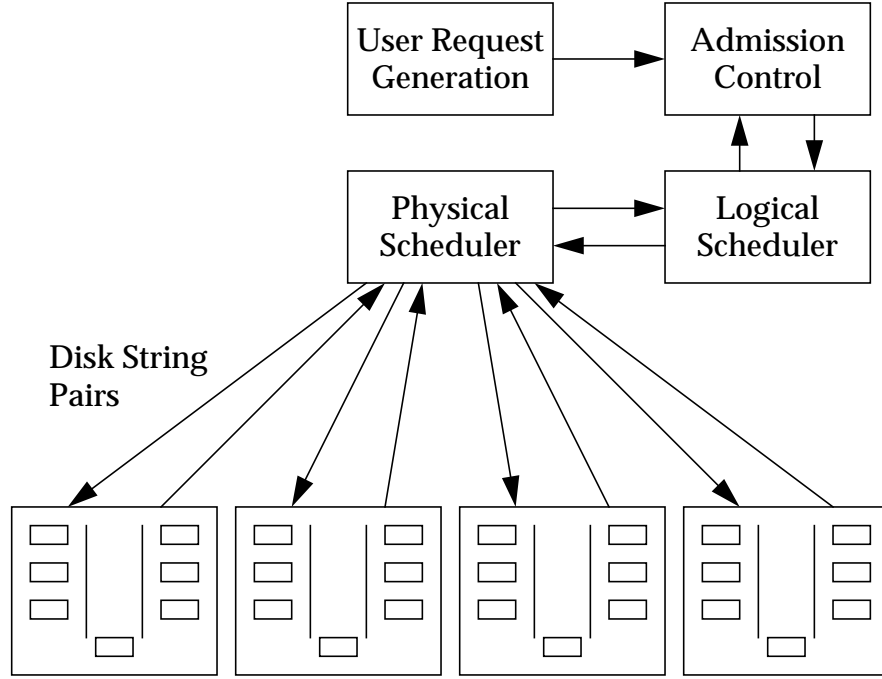 User Request
Generation
Admission
Control
Physical
Scheduler
Logical
Scheduler
Disk String
Pairs